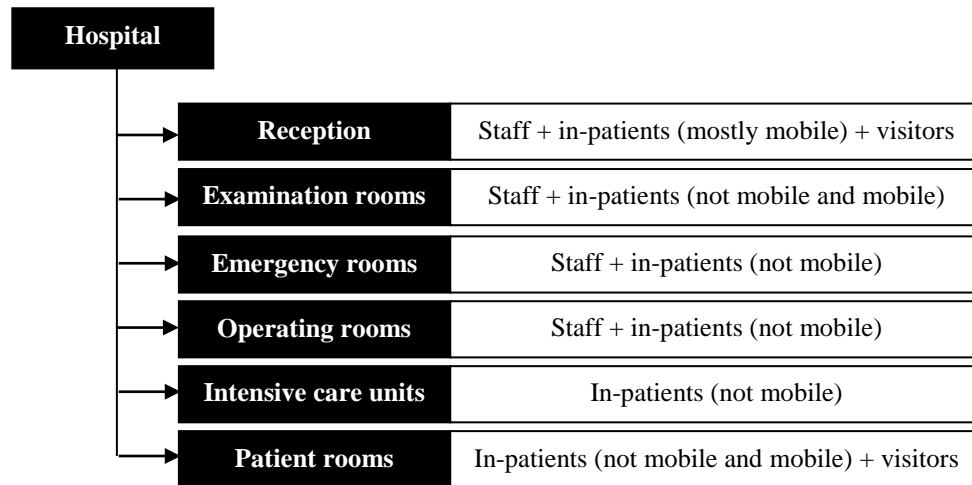 Hospital
Reception Staff + in-patients (mostly mobile) + visitors
Examination rooms Staff + in-patients (not mobile and mobile)
Emergency rooms Staff + in-patients (not mobile)
Operating rooms Staff + in-patients (not mobile)
Intensive care units In-patients (not mobile)
Patient rooms In-patients (not mobile and mobile) + visitors